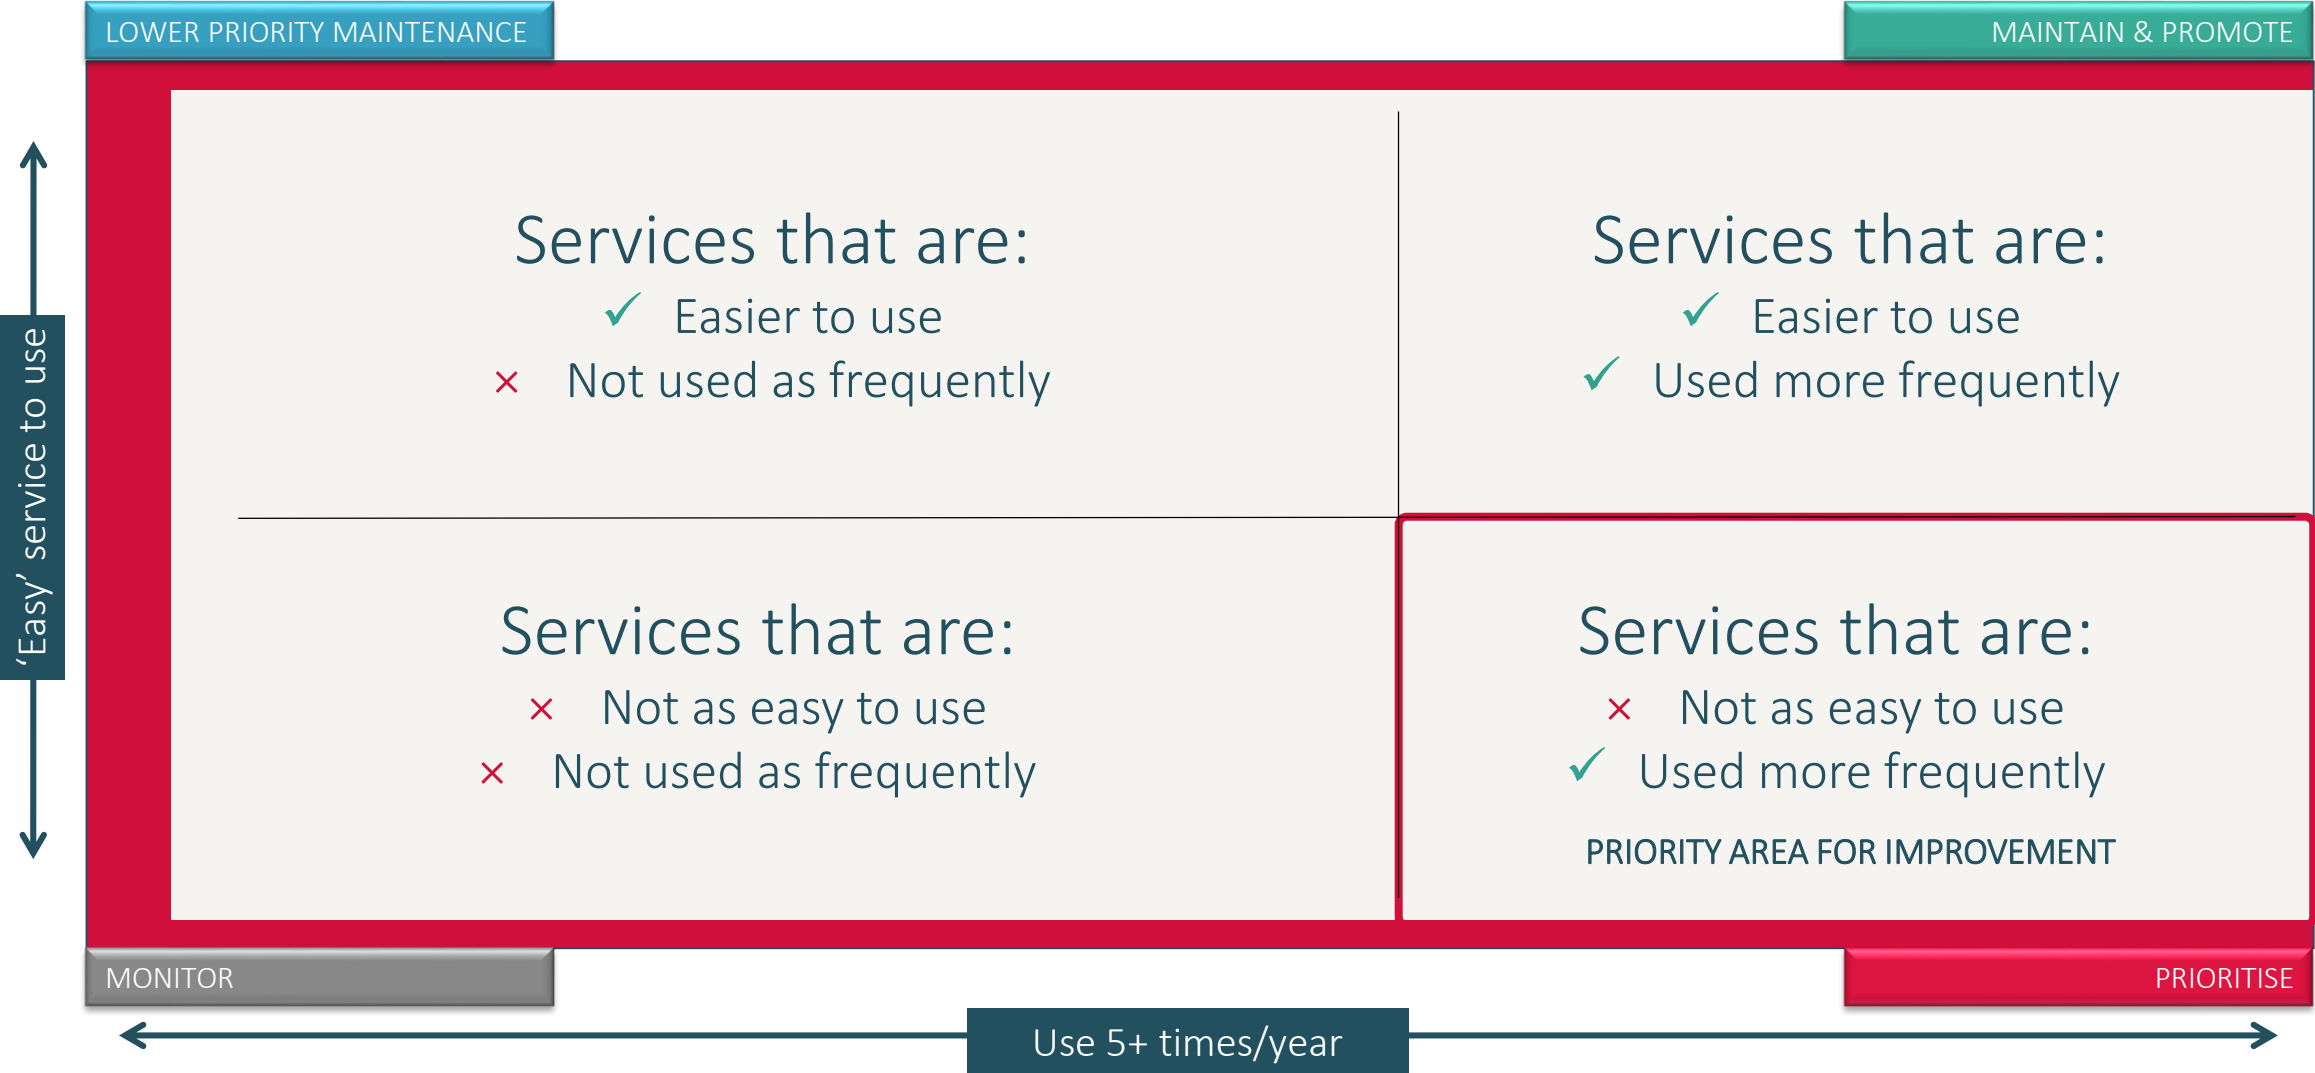 LOWER PRIORITY MAINTENANCE
MAINTAIN & PROMOTE
‘Easy’ service to use
Services that are:
✓ Easier to use
× Not used as frequently
Services that are:
✓ Easier to use
✓ Used more frequently
Services that are:
× Not as easy to use
× Not used as frequently
Services that are:
× Not as easy to use
✓ Used more frequently
PRIORITY AREA FOR IMPROVEMENT
MONITOR
PRIORITISE
Use 5+ times/year